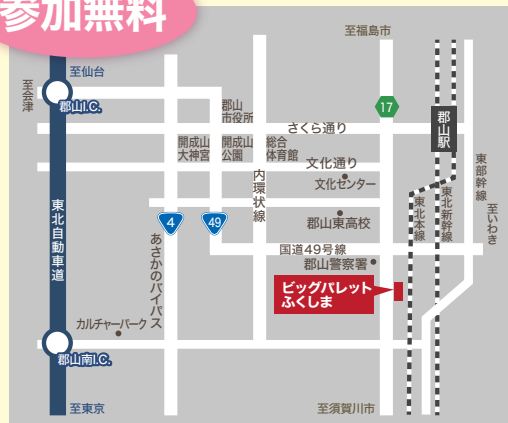 参加無料
至福島市
至仙台
至会津
郡山I.C.
郡山
市役所
17
郡山駅
さくら通り
開成山
大神宮
開成山
公園
総合
体育館
文化通り
文化センター
東部幹線
内環状線
東北本線
東北新幹線
至いわき
東北自動車道
4
49
郡山東高校
あさかのバイパス
国道49号線
郡山警察署
ビッグパレット
ふくしま
カルチャーパーク
郡山南I.C.
至東京
至須賀川市